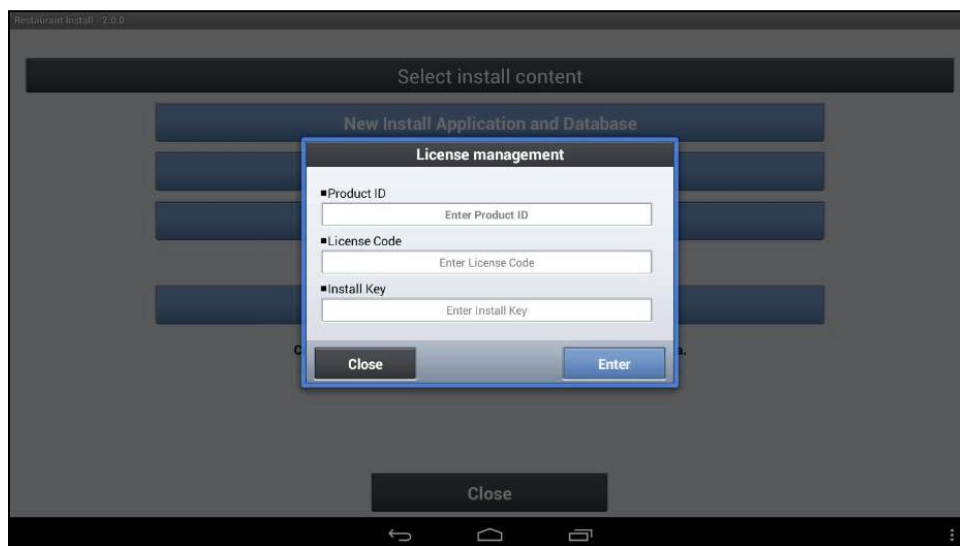 Restaurant Install - 2.0.0
Select install content
New Install Application and Database
License management
■Product ID
Enter Product ID
■License Code
Enter License Code
■Install Key
Enter Install Key
Close
Enter
Close